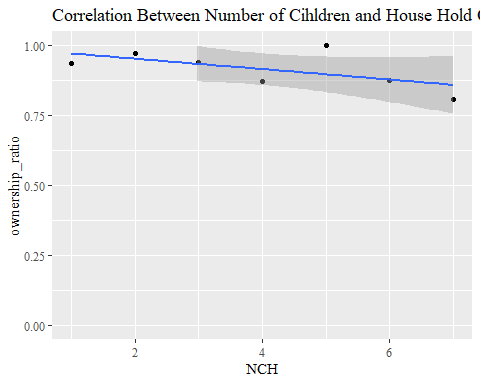 Correlation Between Number of Cihldren and House Hold
ownership_ratio
1.00
0.75
0.50
0.25
0.00
2
4
6
NCH